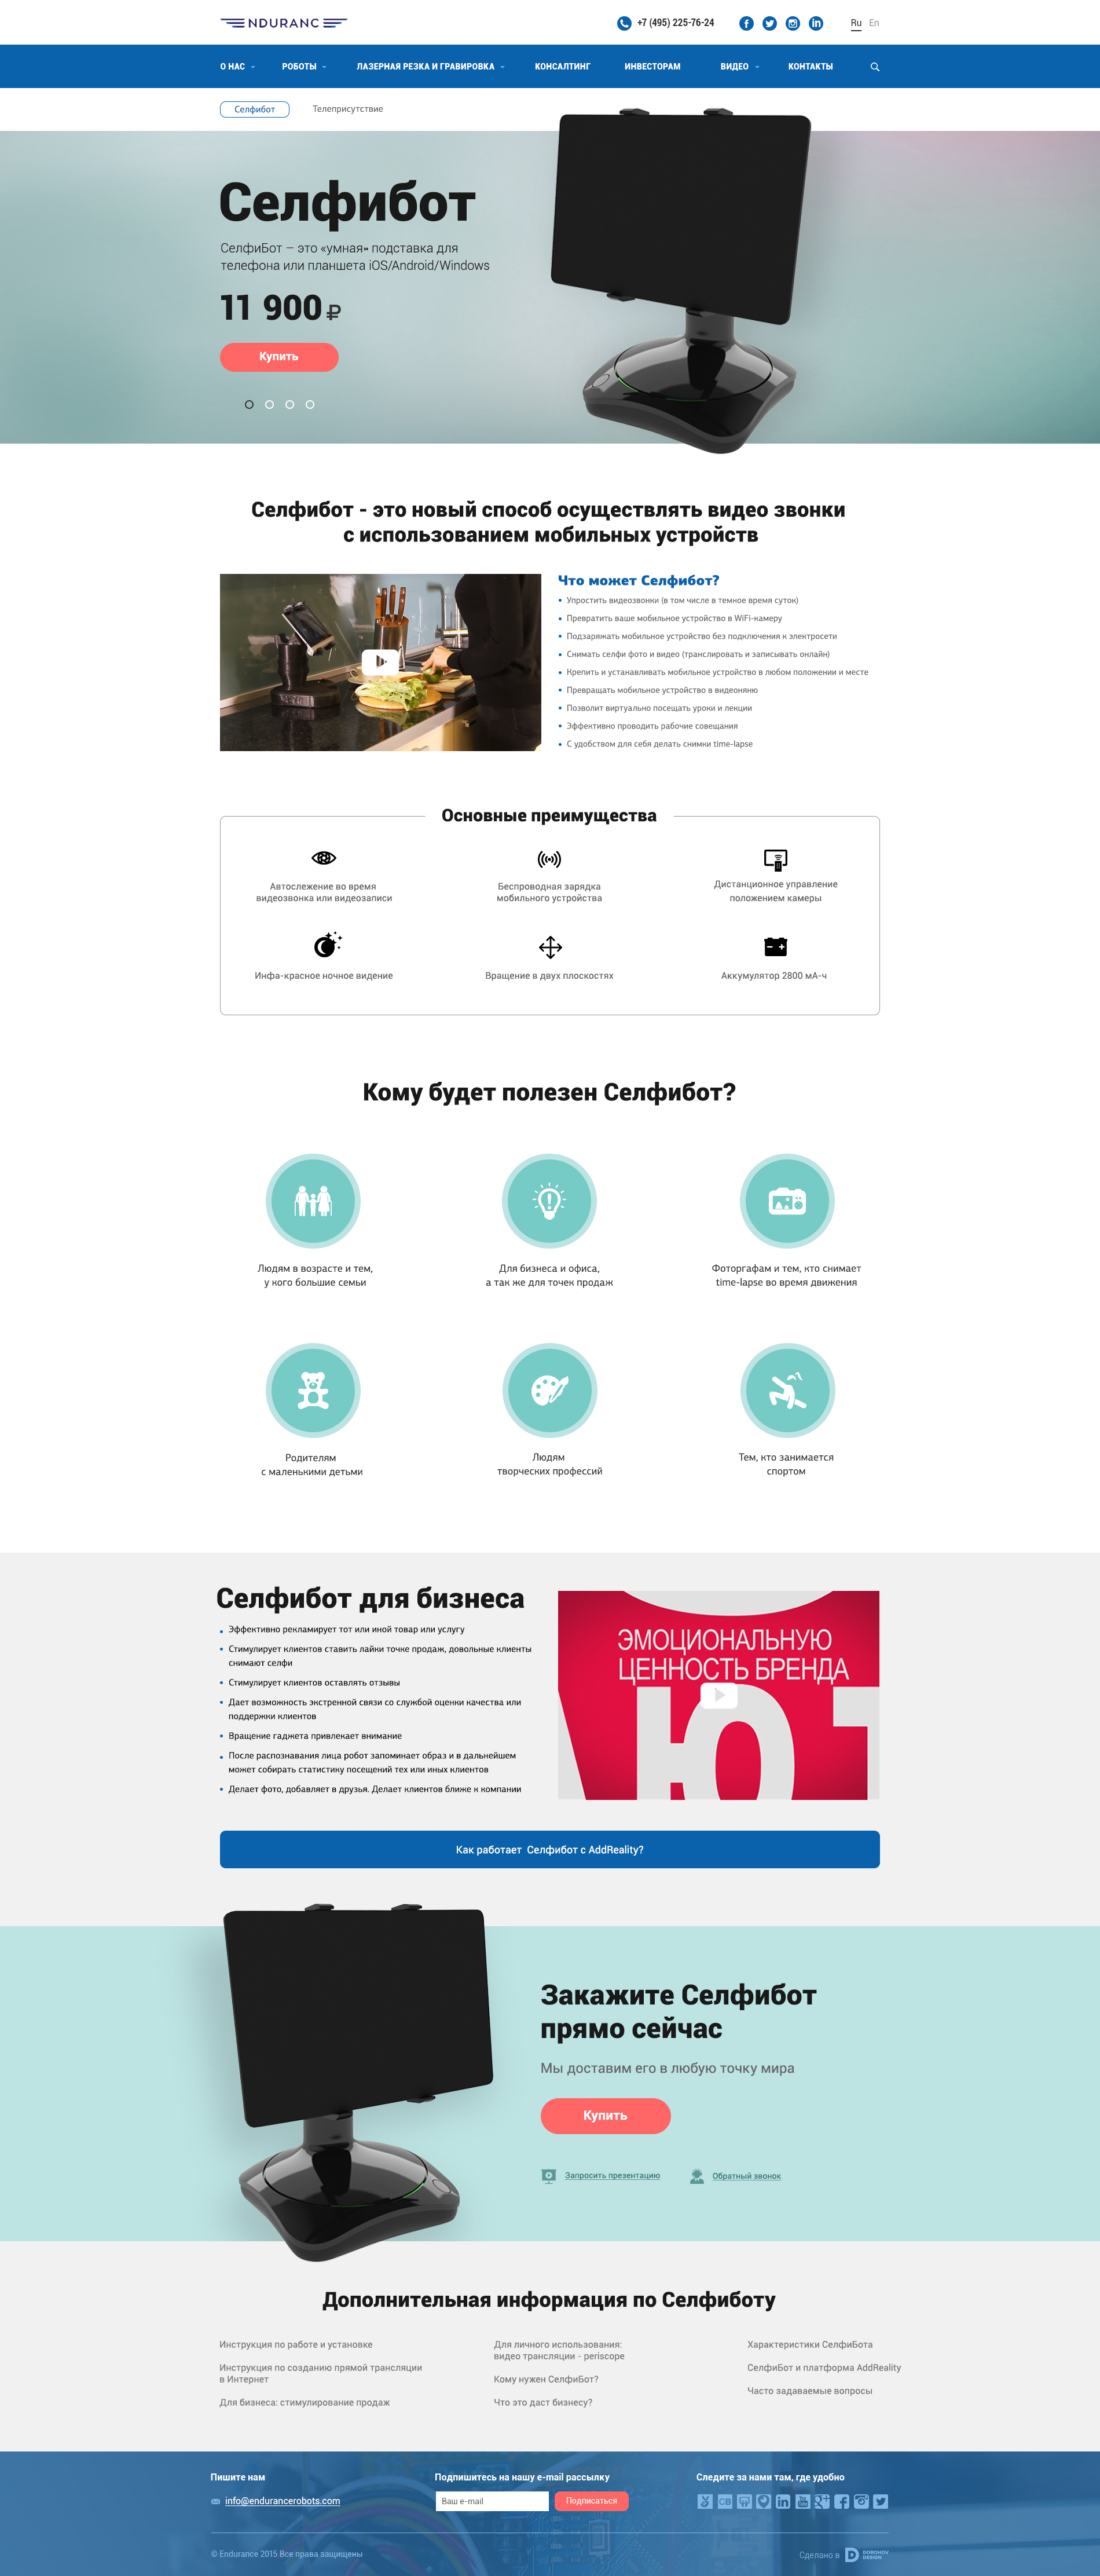 NDURANC
+7 (495) 225-76-24
Ru En
О НАС РОБОТЫ ЛАЗЕРНАЯ РЕЗКА И ГРАВИРОВКА КОНСАЛТИНГ ИНВЕСТОРАМ ВИДЕО КОНТАКТЫ
Селфибот Телеприсутствие
Селфибот
СелфиБот – это «умная» подставка для
телефона или планшета iOS/Android/Windows
11 900 ₽
Купить
Селфибот - это новый способ осуществлять видео звонки
с использованием мобильных устройств
Что может Селфибот?
Упростить видеозвонки (в том числе в темное время суток)
Превратить ваше мобильное устройство в WiFi-камеру
Подзаряжать мобильное устройство без подключения к электросети
Снимать селфи фото и видео (транслировать и записывать онлайн)
Крепить и устанавливать мобильное устройство в любом положении и месте
Превращать мобильное устройство в видеоняню
Позволит виртуально посещать уроки и лекции
Эффективно проводить рабочие совещания
С удобством для себя делать снимки time-lapse
Основные преимущества
Автослежение во время
видеозвонка или видеозаписи
Беспроводная зарядка
мобильного устройства
Дистанционное управление
положением камеры
Инфа-красное ночное видение
Вращение в двух плоскостях
Аккумулятор 2800 мА-ч
Кому будет полезен Селфибот?
Людям в возрасте и тем,
у кого большие семьи
Для бизнеса и офиса,
а так же для точек продаж
Фоторгафам и тем, кто снимает
time-lapse во время движения
Родителям
с маленькими детьми
Людям
творческих профессий
Тем, кто занимается
спортом
Селфибот для бизнеса
Эффективно рекламирует тот или иной товар или услугу
Стимулирует клиентов ставить лайки точке продаж, довольные клиенты
снимают селфи
Стимулирует клиентов оставлять отзывы
Дает возможность экстренной связи со службой оценки качества или
поддержки клиентов
Вращение гаджета привлекает внимание
После распознавания лица робот запоминает образ и в дальнейшем
может собирать статистику посещений тех или иных клиентов
Делает фото, добавляет в друзья. Делает клиентов ближе к компании
ЭМОЦИОНАЛЬНУЮ
ЦЕННОСТЬ БРЕНДА
Как работает Селфибот с AddReality?
Закажите Селфибот
прямо сейчас
Мы доставим его в любую точку мира
Купить
Запросить презентацию Обратный звонок
Дополнительная информация по Селфиботу
Инструкция по работе и установке
Инструкция по созданию прямой трансляции
в Интернет
Для бизнеса: стимулирование продаж
Для личного использования:
видео трансляции - periscope
Кому нужен СелфиБот?
Что это даст бизнесу?
Характеристики СелфиБота
СелфиБот и платформа AddReality
Часто задаваемые вопросы
Пишите нам
info@endurancerobots.com
Подпишитесь на нашу e-mail рассылку
Ваш e-mail Подписаться
Следите за нами там, где удобно
© Endurance 2015 Все права защищены
Сделано в DOROHOV
DESIGN